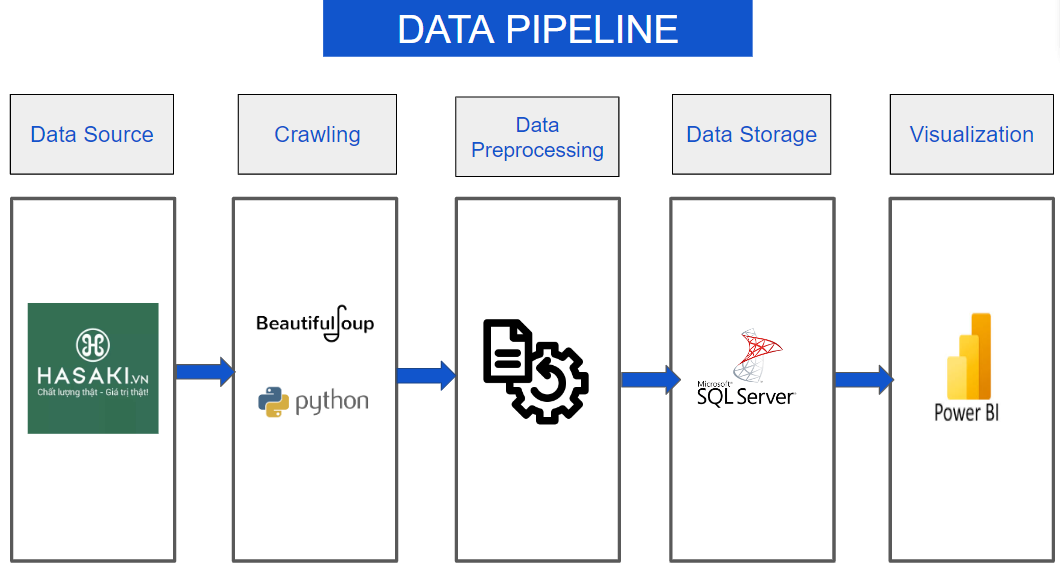 DATA PIPELINE
Data Source
Crawling
Data
Preprocessing
Data Storage
Visualization
HASAKI.VN
Chất lượng thật - Giá trị thật!
BeautifulSoup
python
Microsoft®
SQL Server®
Power BI